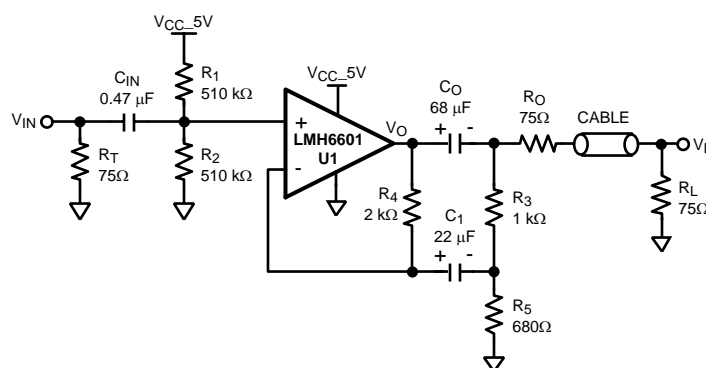 VCC_5V
CIN
0.47 µF
R1
510 kΩ
VCC_5V
VIN
RT
75Ω
R2
510 kΩ
+
-
LMH6601
U1
VO
CO
68 µF
+ -
RO
75Ω
CABLE
R4
2 kΩ
C1
22 µF
+ -
R3
1 kΩ
RL
75Ω
R5
680Ω